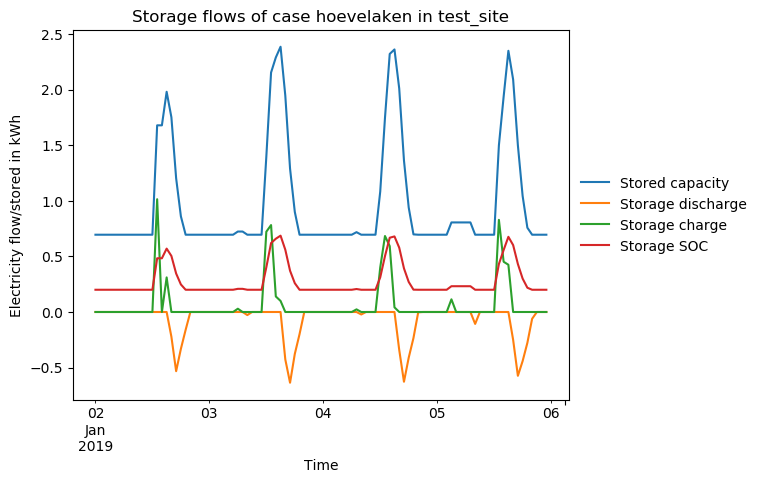 Storage flows of case hoevelaken in test_site
Electricity flow/stored in kWh
2.5
2.0
1.5
1.0
0.5
0.0
−0.5
02
Jan
2019
03
04
05
06
Time
Stored capacity
Storage discharge
Storage charge
Storage SOC